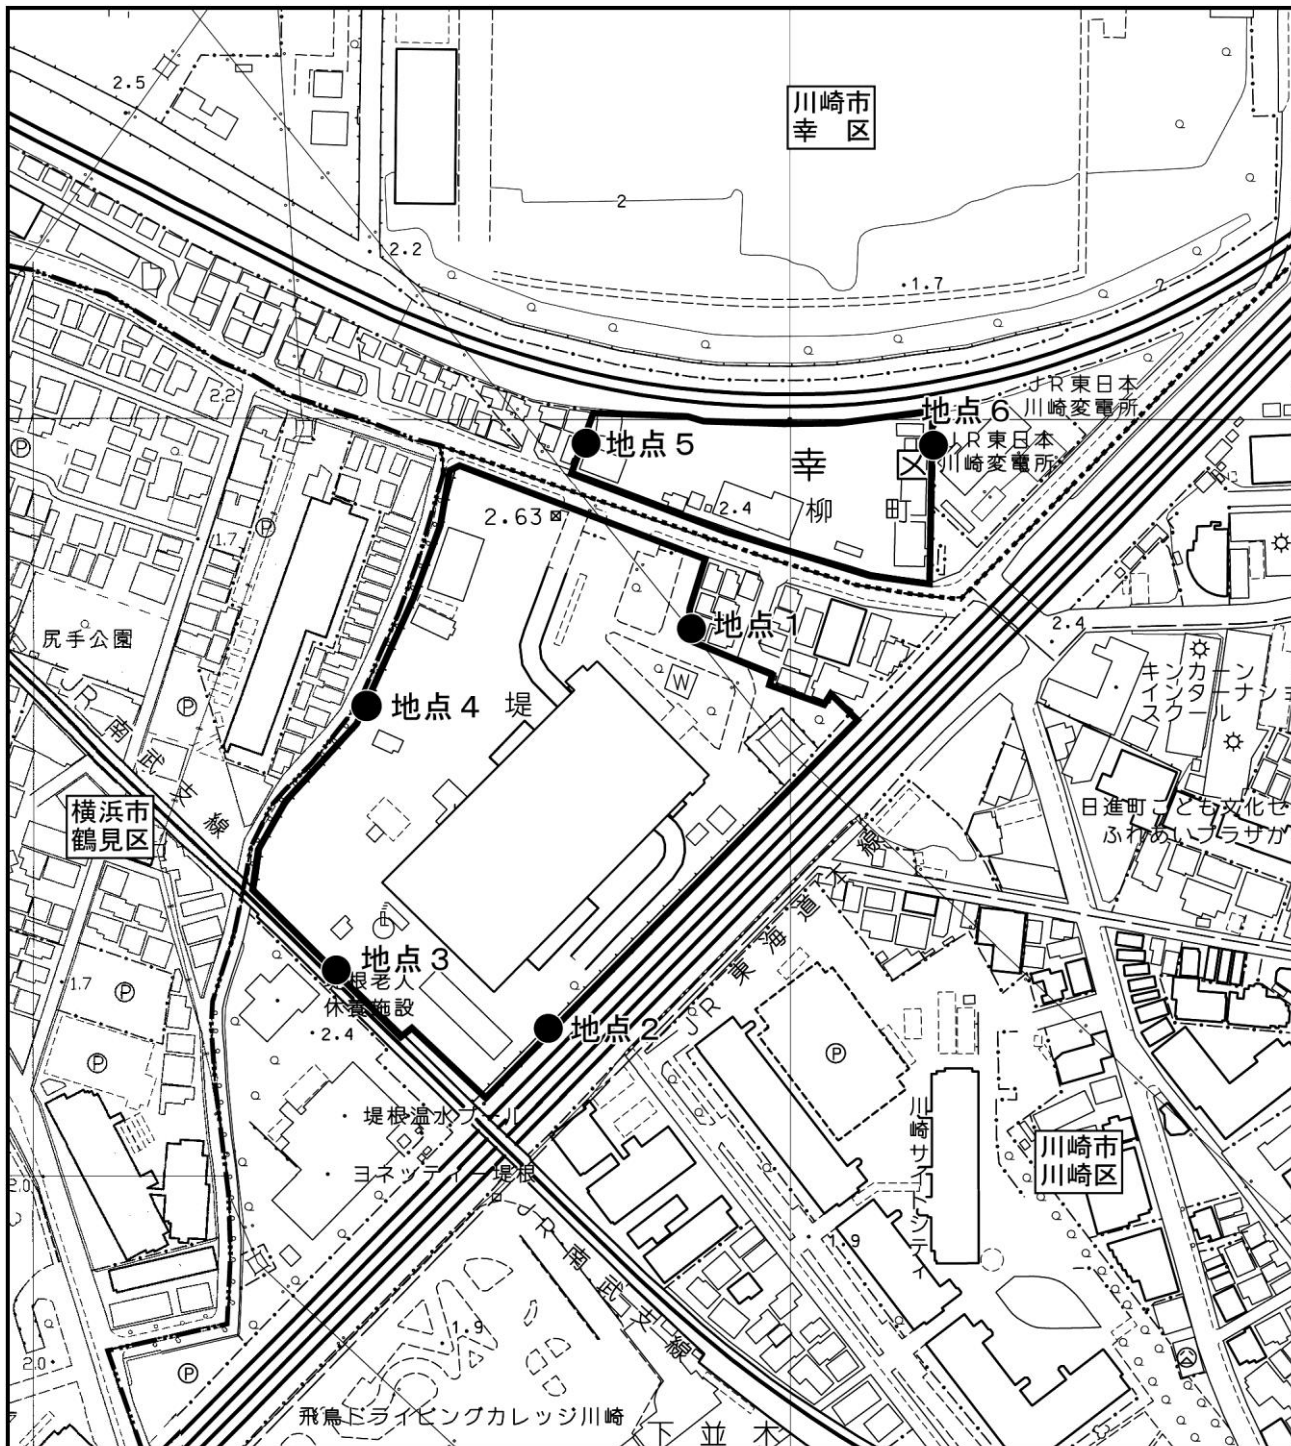 川崎市
幸 区
2.5
2
2.2
1.7
2
2.2
JR東日本
川崎変電所
地点6
地点5
JR東日本
川崎変電所
幸
区
2.4
柳 町
2.63
P
P
1.7
地点1
2.4
尻手公園
キンカーン
インターナショ
スクール
W
JR南武支線
P
地点4
堤
横浜市
鶴見区
日進町こども文化セ
ふれあいプラザか
JR東海道本線
地点3
根老人
休養施設
1.7
P
P
2.4
地点2
P
堤根温水プール
川崎サイトシティ
川崎市
川崎区
ヨネッティー堤根
2.0
JR南武支線
1.9
1.9
2.0
P
飛鳥ドライビングカレッジ川崎
下並木